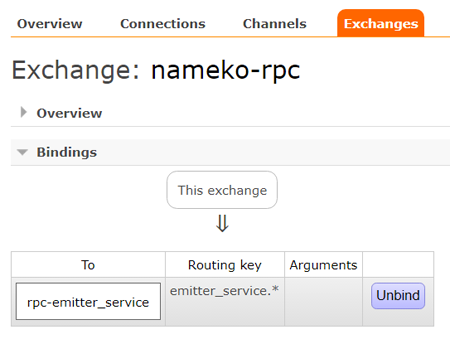 Overview Connections Channels Exchanges
Exchange: nameko-rpc
Overview
Bindings
This exchange
⇓
To Routing key Arguments
rpc-emitter_service emitter_service.* Unbind